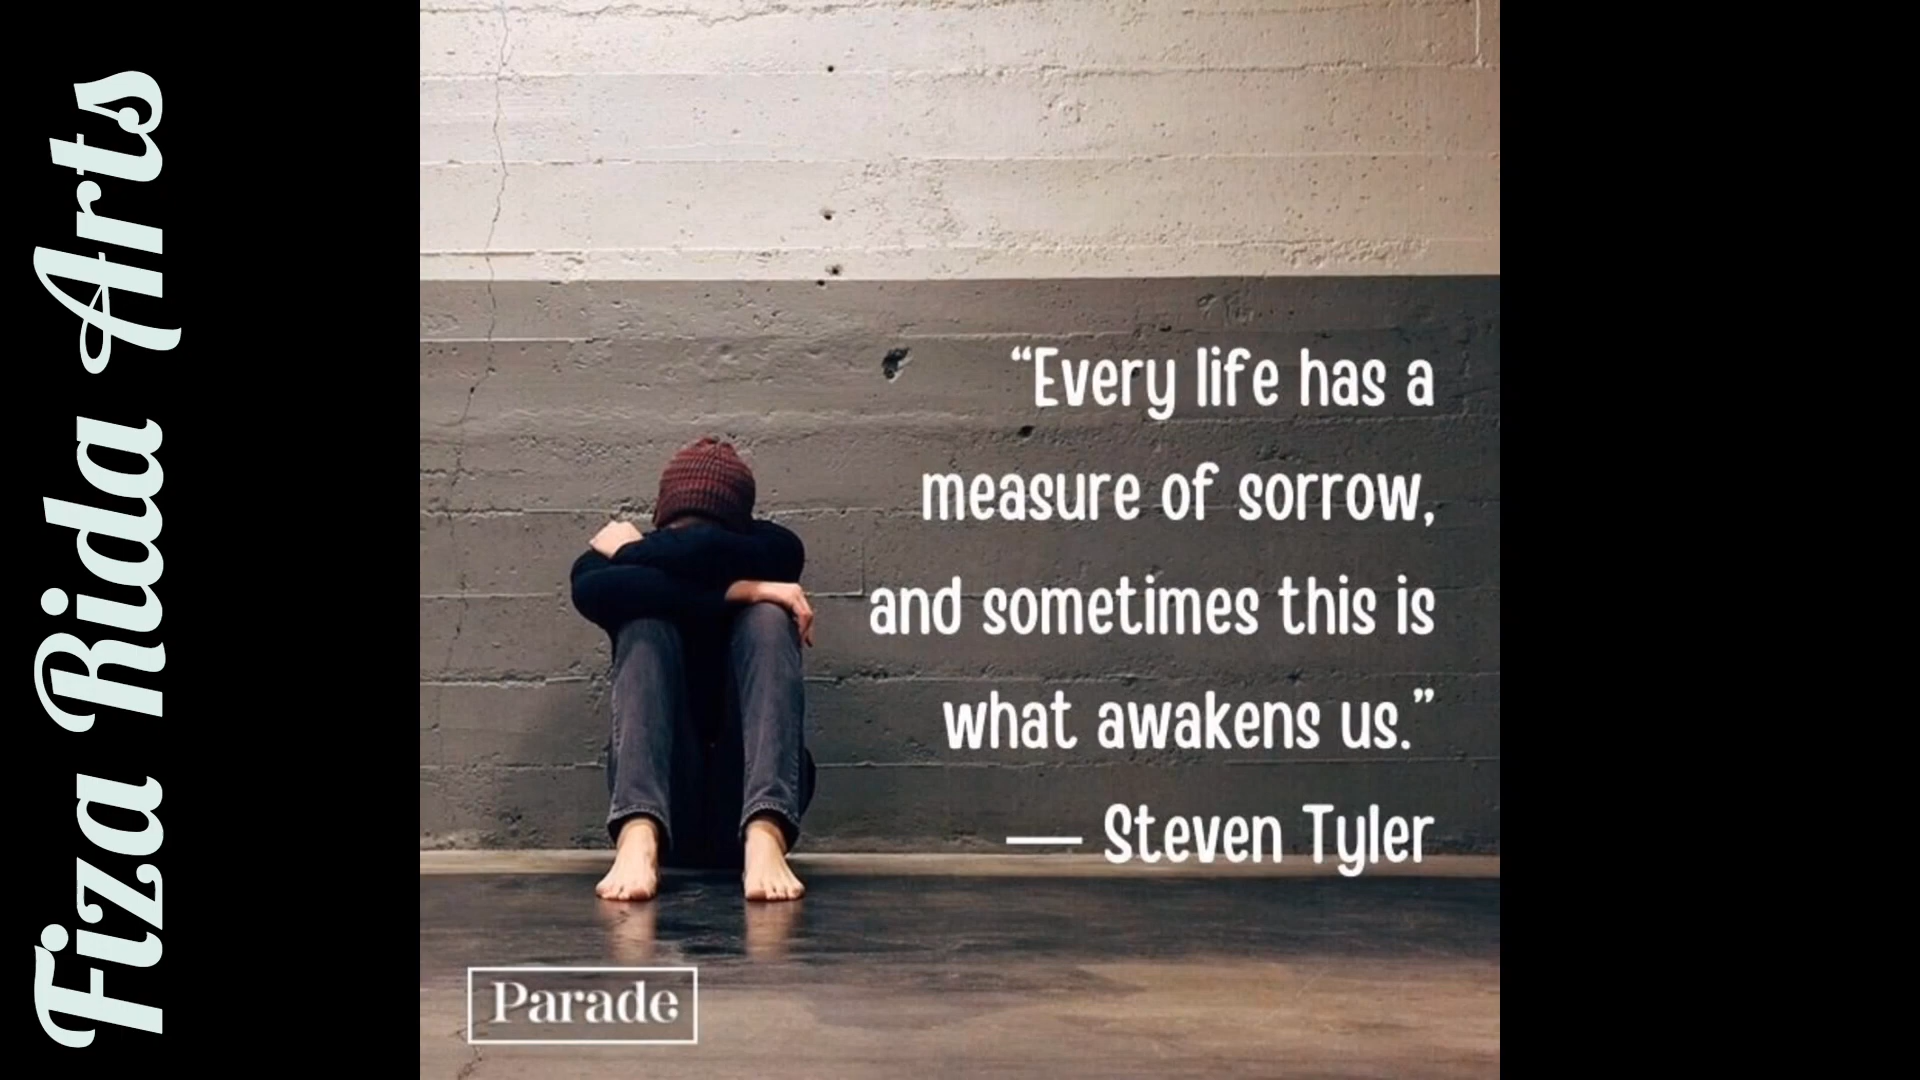 Fiza Rida Arts
“Every life has a
measure of sorrow,
and sometimes this is
what awakens us.”
— Steven Tyler
Parade